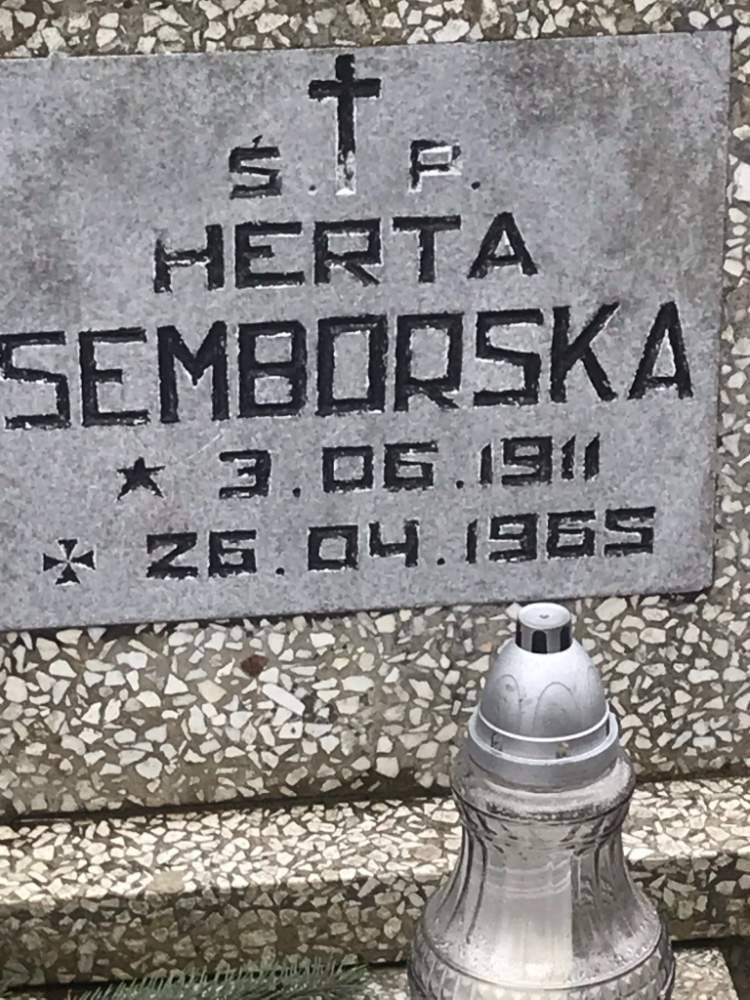 Ś. P.
HERTA
SEMBORSKA
3.06.1911
26.04.1965